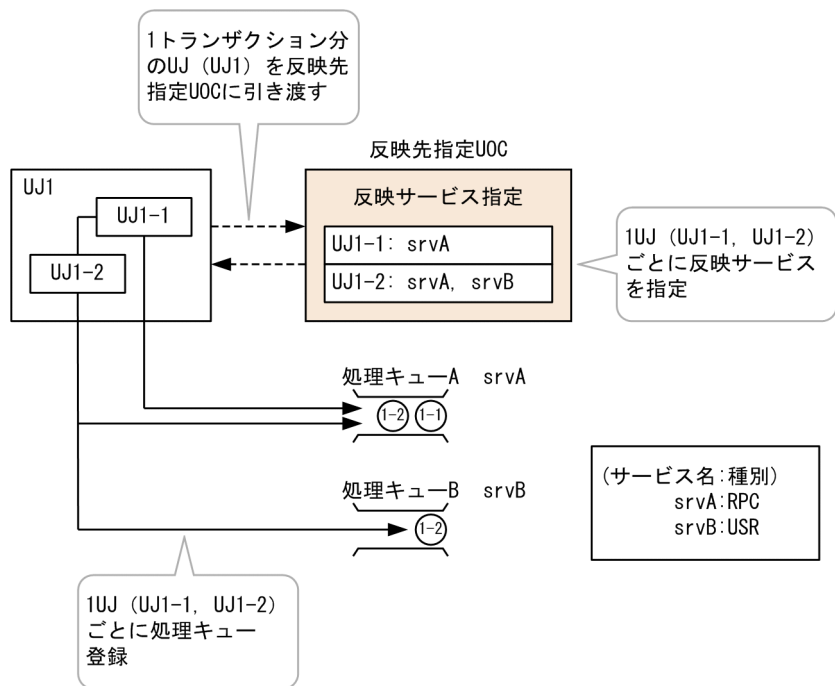 1トランザクション分
のUJ（UJ1）を反映先
指定UOCに引き渡す
反映先指定UOC
UJ1
UJ1-1
UJ1-2
反映サービス指定
UJ1-1: srvA
UJ1-2: srvA, srvB
1UJ（UJ1-1, UJ1-2）
ごとに反映サービス
を指定
処理キューA srvA
1-2 1-1
処理キューB srvB
1-2
(サービス名:種別)
srvA:RPC
srvB:USR
1UJ（UJ1-1, UJ1-2）
ごとに処理キュー
登録